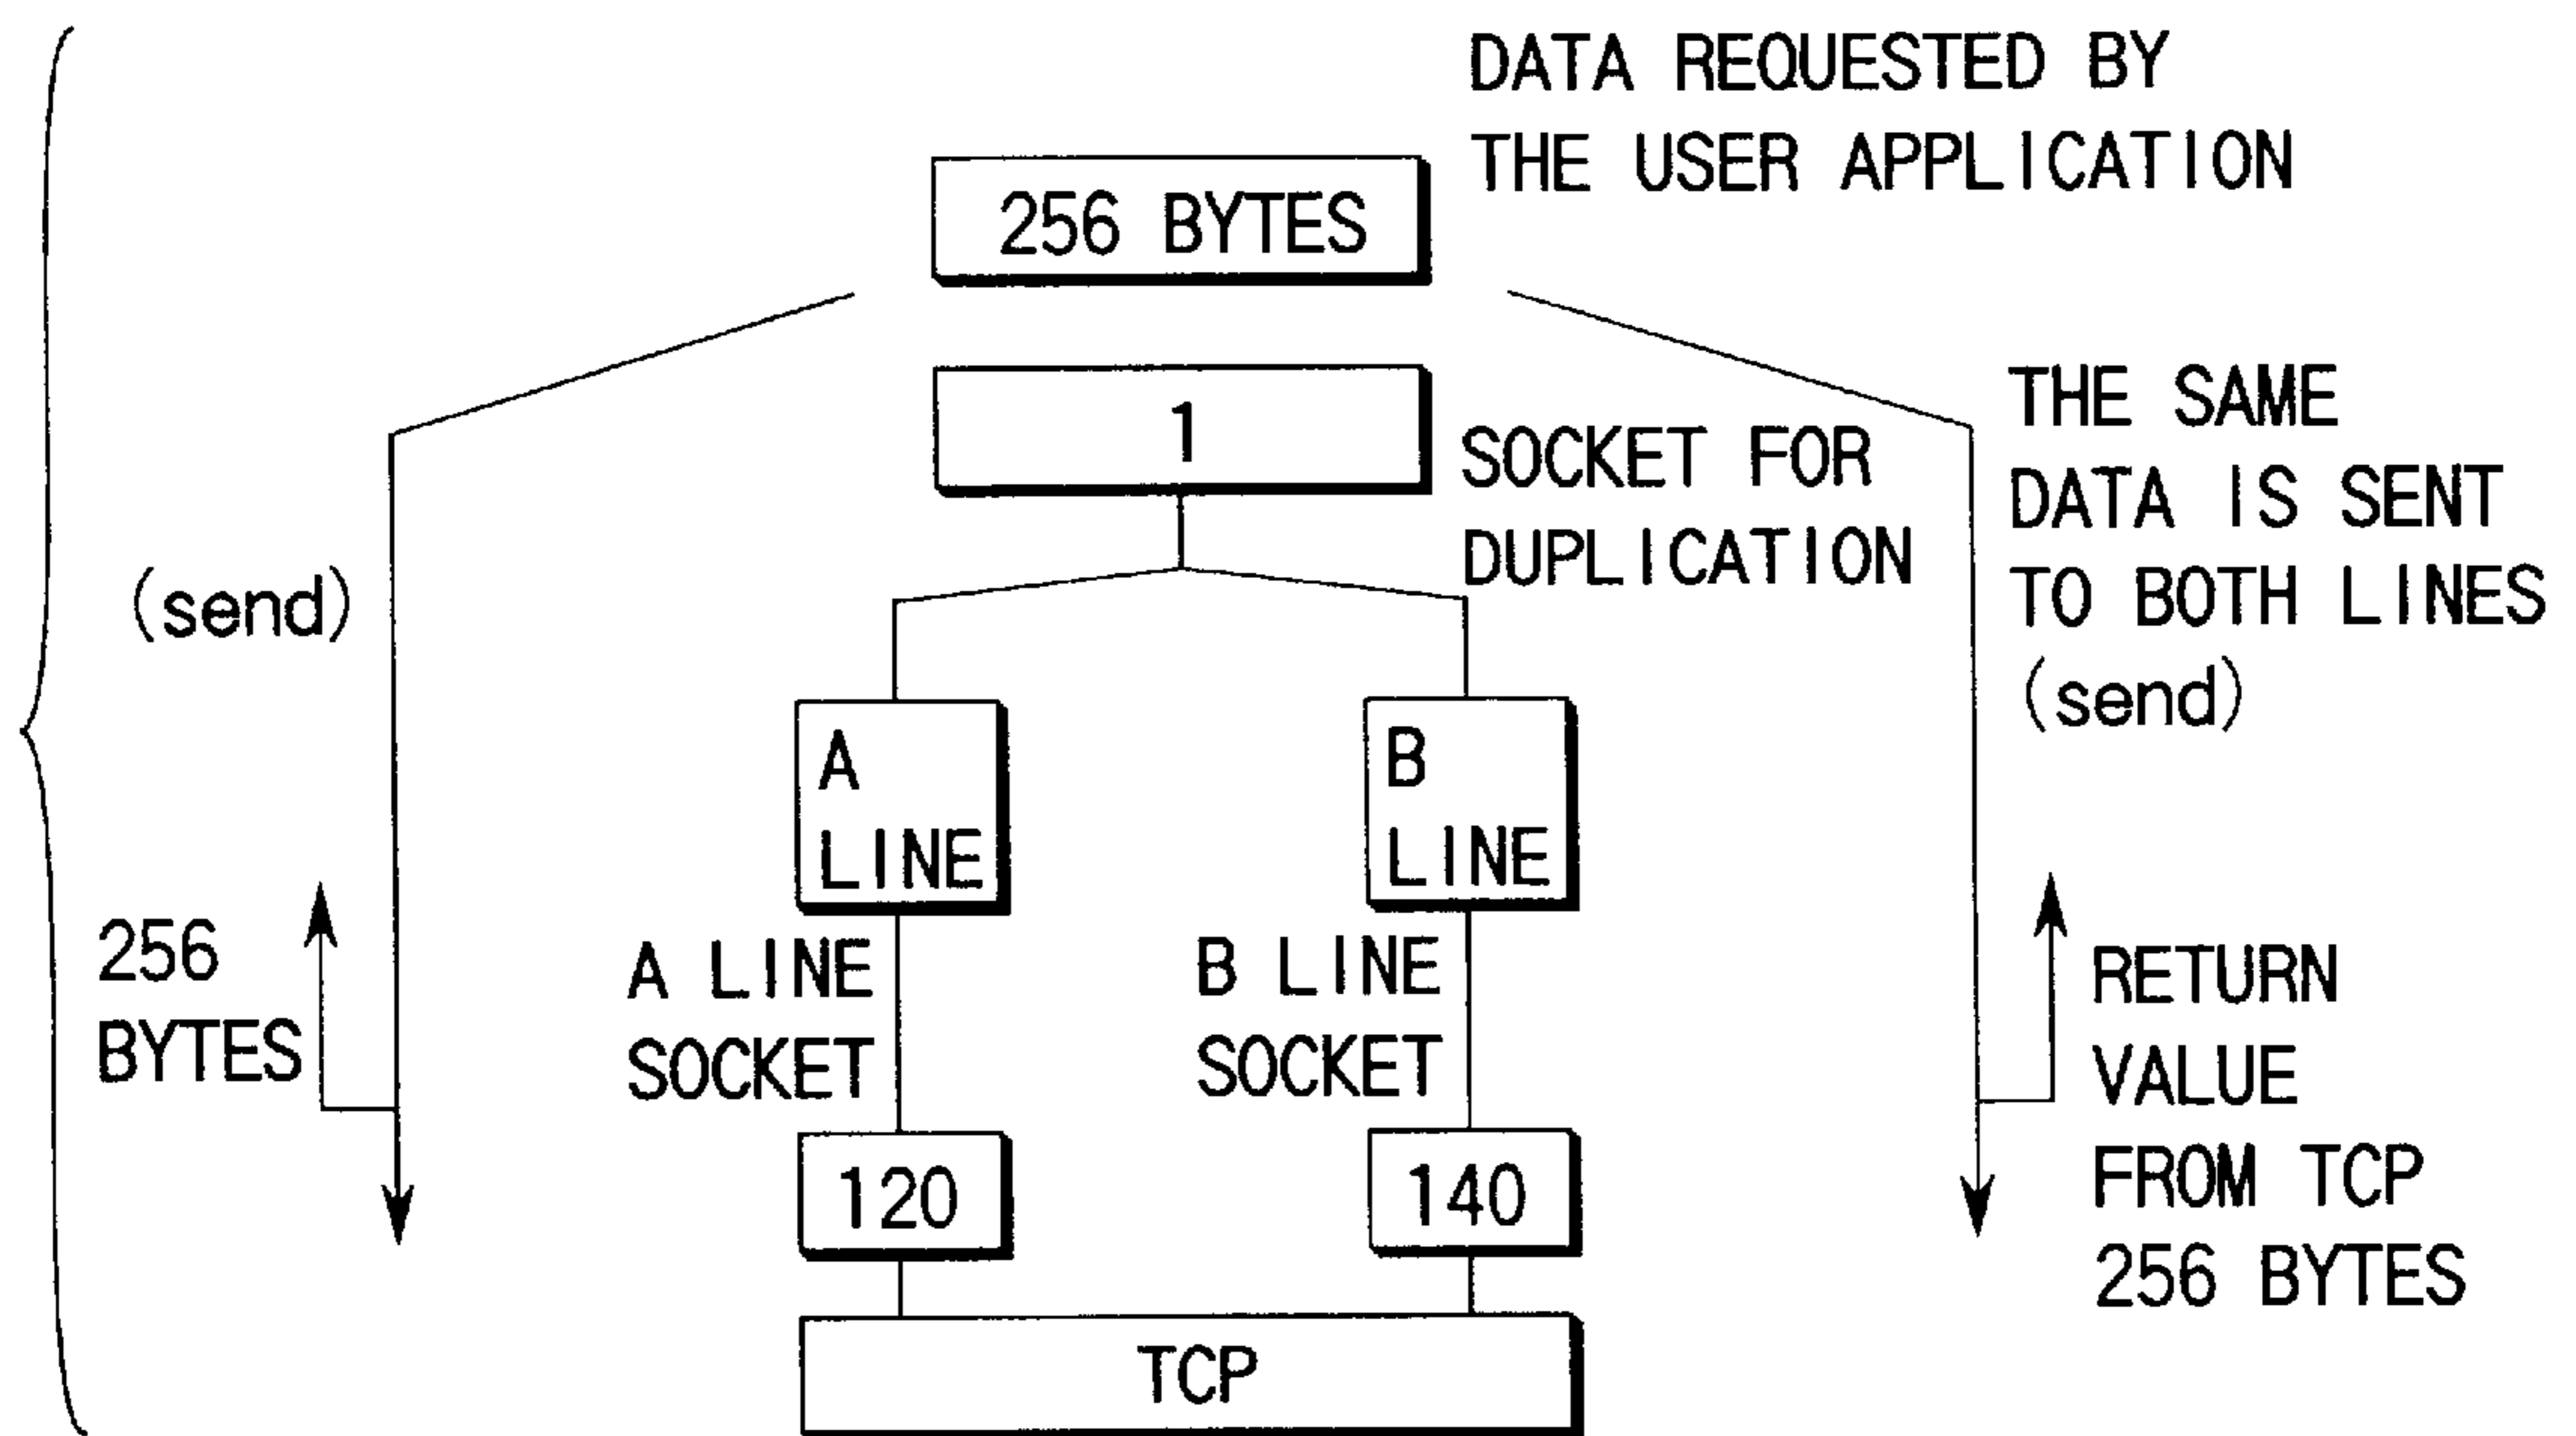 DATA REQUESTED BY
THE USER APPLICATION
256 BYTES
1
SOCKET FOR
DUPLICATION
THE SAME
DATA IS SENT
TO BOTH LINES
(send)
(send)
A
LINE
B
LINE
256
BYTES
A LINE
SOCKET
B LINE
SOCKET
RETURN
VALUE
FROM TCP
256 BYTES
120
140
TCP